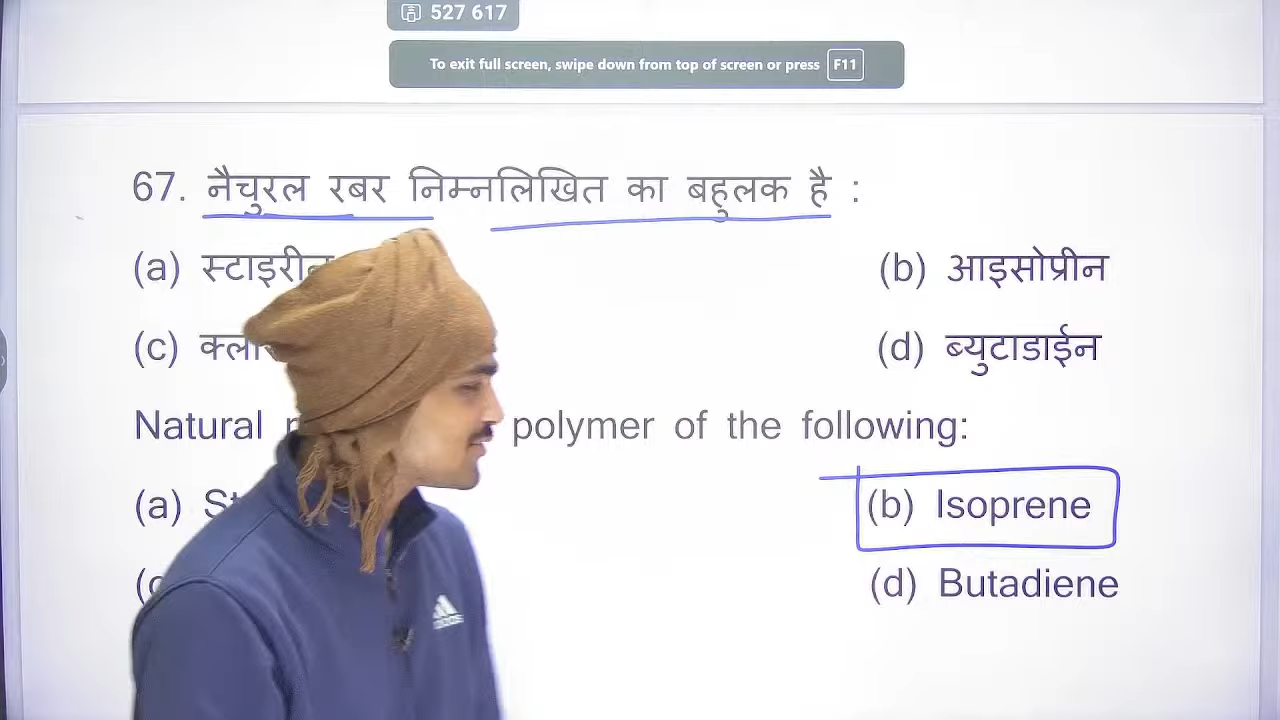 527 617
To exit full screen, swipe down from top of screen or press F11
67. नैचुरल रबर निम्नलिखित का बहुलक है :
(a) स्टाइरीन (b) आइसोप्रीन
(c) (d) ब्युटाडाईन
Natural polymer of the following:
(a) (b) Isoprene
(d) Butadiene
adidas